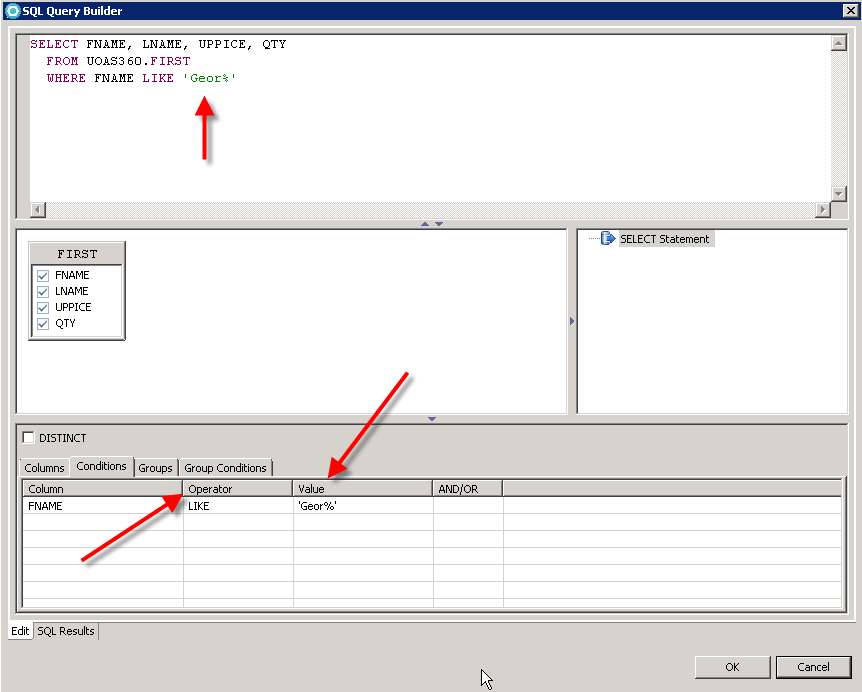 SQL Query Builder
SELECT FNAME, LNAME, UPPICE, QTY
FROM UOAS360.FIRST
WHERE FNAME LIKE 'Geor%'
FIRST
FNAME
LNAME
UPPICE
QTY
SELECT Statement
DISTINCT
Columns Conditions Groups Group Conditions
Column Operator Value AND/OR
FNAME LIKE 'Geor%'
Edit SQL Results
OK Cancel